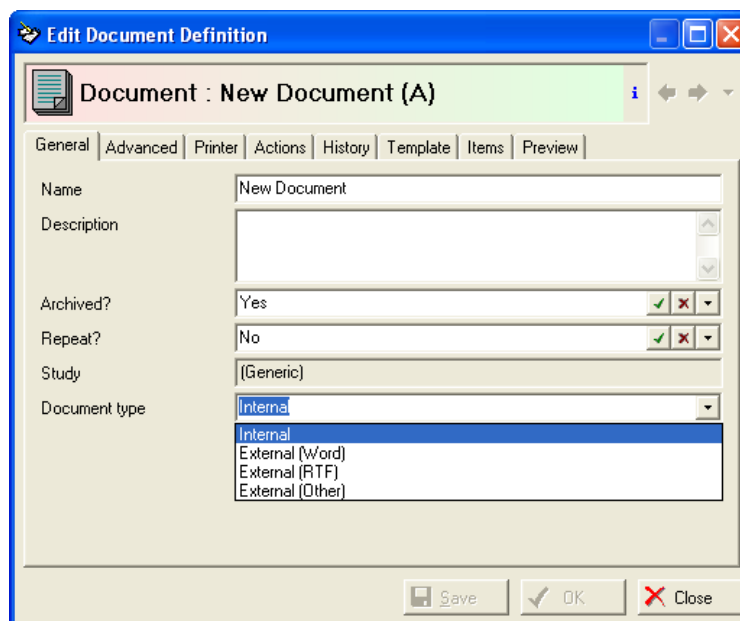 Edit Document Definition
Document : New Document (A)
i
General Advanced Printer Actions History Template Items Preview
Name New Document
Description
Archived? Yes
Repeat? No
Study (Generic)
Document type Internal
Internal
External (Word)
External (RTF)
External (Other)
Save OK Close